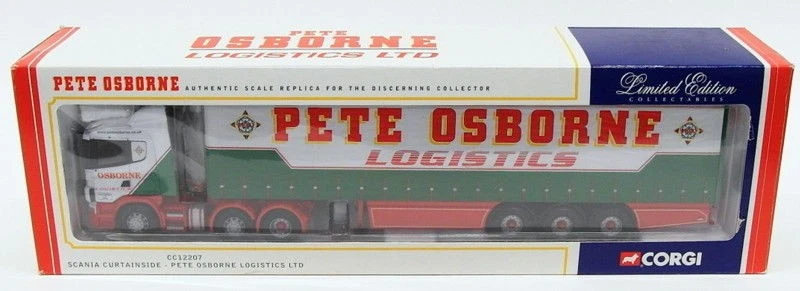 PETE
OSBORNE
LOGISTICS LTD
PETE OSBORNE AUTHENTIC SCALE REPLICA FOR THE DISCERNING COLLECTOR
Limited Edition
COLLECTABLES
PETE OSBORNE
LOGISTICS
OSBORNE
CC12207
SCANIA CURTAINSIDE - PETE OSBORNE LOGISTICS LTD
CORGI